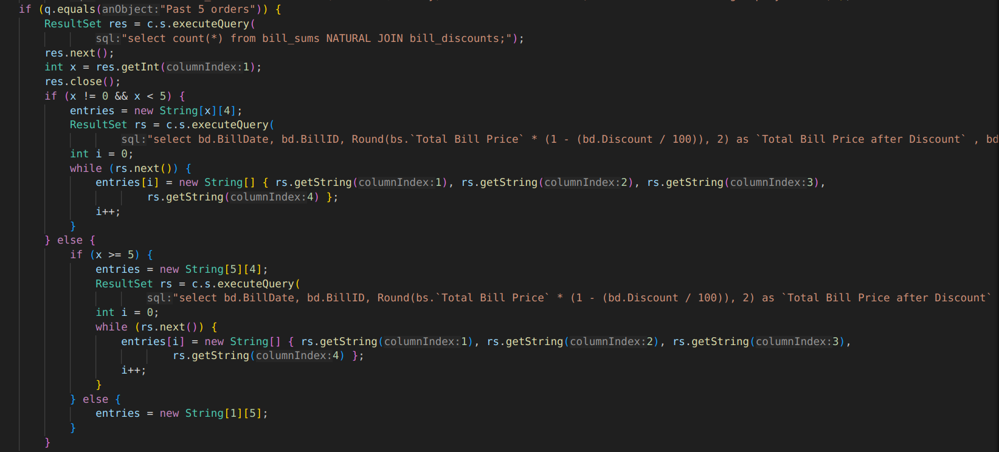 if (q.equals(anObject:"Past 5 orders")) {
ResultSet res = c.s.executeQuery(
sql:"select count(*) from bill_sums NATURAL JOIN bill_discounts;");
res.next();
int x = res.getInt(columnIndex:1);
res.close();
if (x != 0 && x < 5) {
entries = new String[x][4];
ResultSet rs = c.s.executeQuery(
sql:"select bd.BillDate, bd.BillID, Round(bs.`Total Bill Price` * (1 - (bd.Discount / 100)), 2) as `Total Bill Price after Discount` , bd
int i = 0;
while (rs.next()) {
entries[i] = new String[] { rs.getString(columnIndex:1), rs.getString(columnIndex:2), rs.getString(columnIndex:3),
rs.getString(columnIndex:4) };
i++;
}
} else {
if (x >= 5) {
entries = new String[5][4];
ResultSet rs = c.s.executeQuery(
sql:"select bd.BillDate, bd.BillID, Round(bs.`Total Bill Price` * (1 - (bd.Discount / 100)), 2) as `Total Bill Price after Discount`
int i = 0;
while (rs.next()) {
entries[i] = new String[] { rs.getString(columnIndex:1), rs.getString(columnIndex:2), rs.getString(columnIndex:3),
rs.getString(columnIndex:4) };
i++;
}
} else {
entries = new String[1][5];
}
}